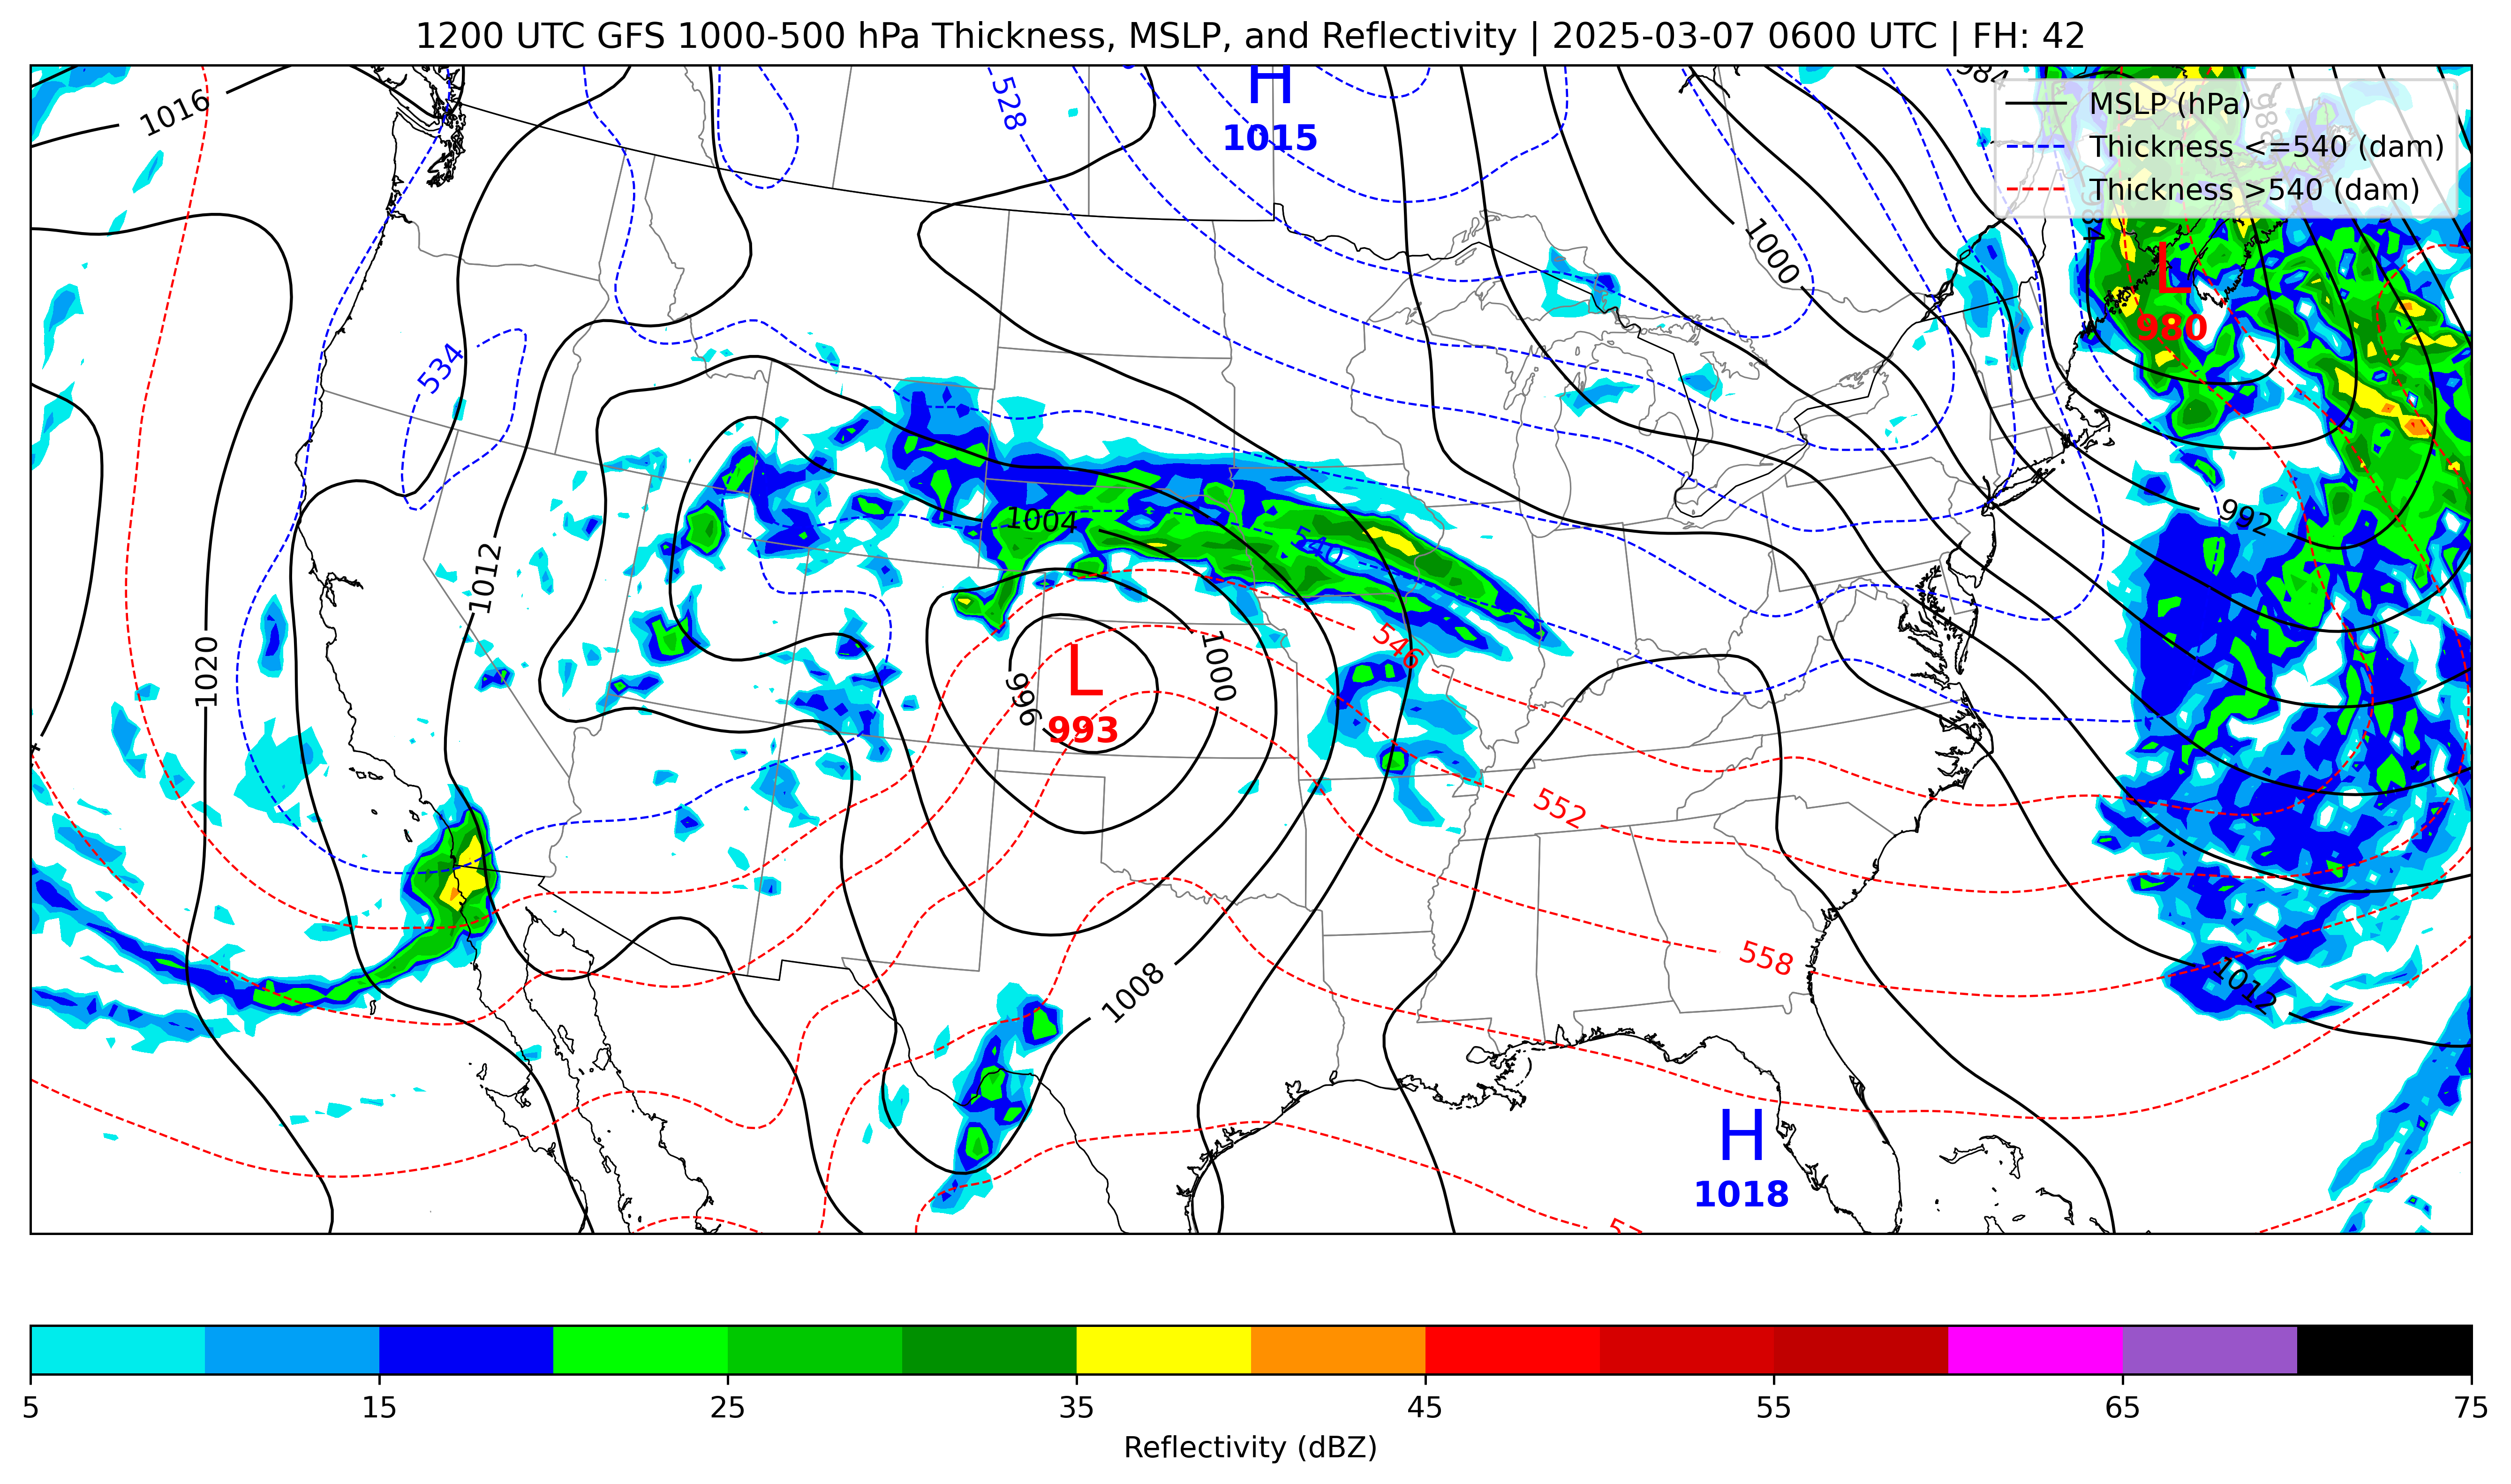 1200 UTC GFS 1000-500 hPa Thickness, MSLP, and Reflectivity | 2025-03-07 0600 UTC | FH: 42
MSLP (hPa)
Thickness <=540 (dam)
Thickness >540 (dam)
984
1016
528
H
1015
988
984
1000
L
980
534
1004
992
540
1012
546
1000
1020
L
996
993
552
558
1012
1008
H
1018
5 15 25 35 45 55 65 75
Reflectivity (dBZ)